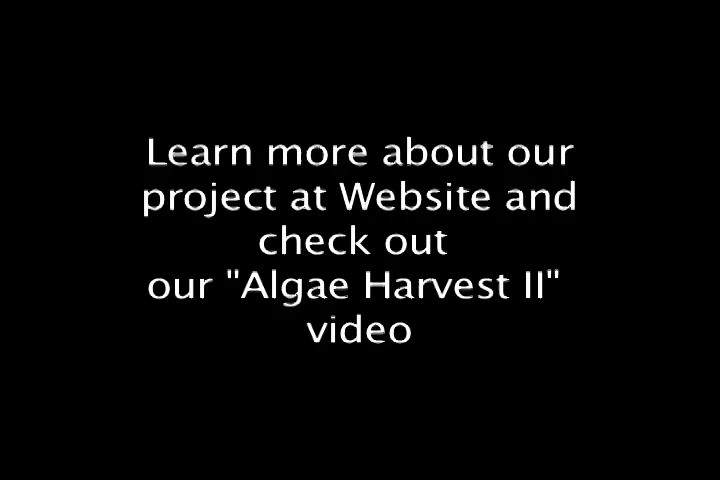 Learn more about our
project at Website and
check out
our "Algae Harvest II"
video